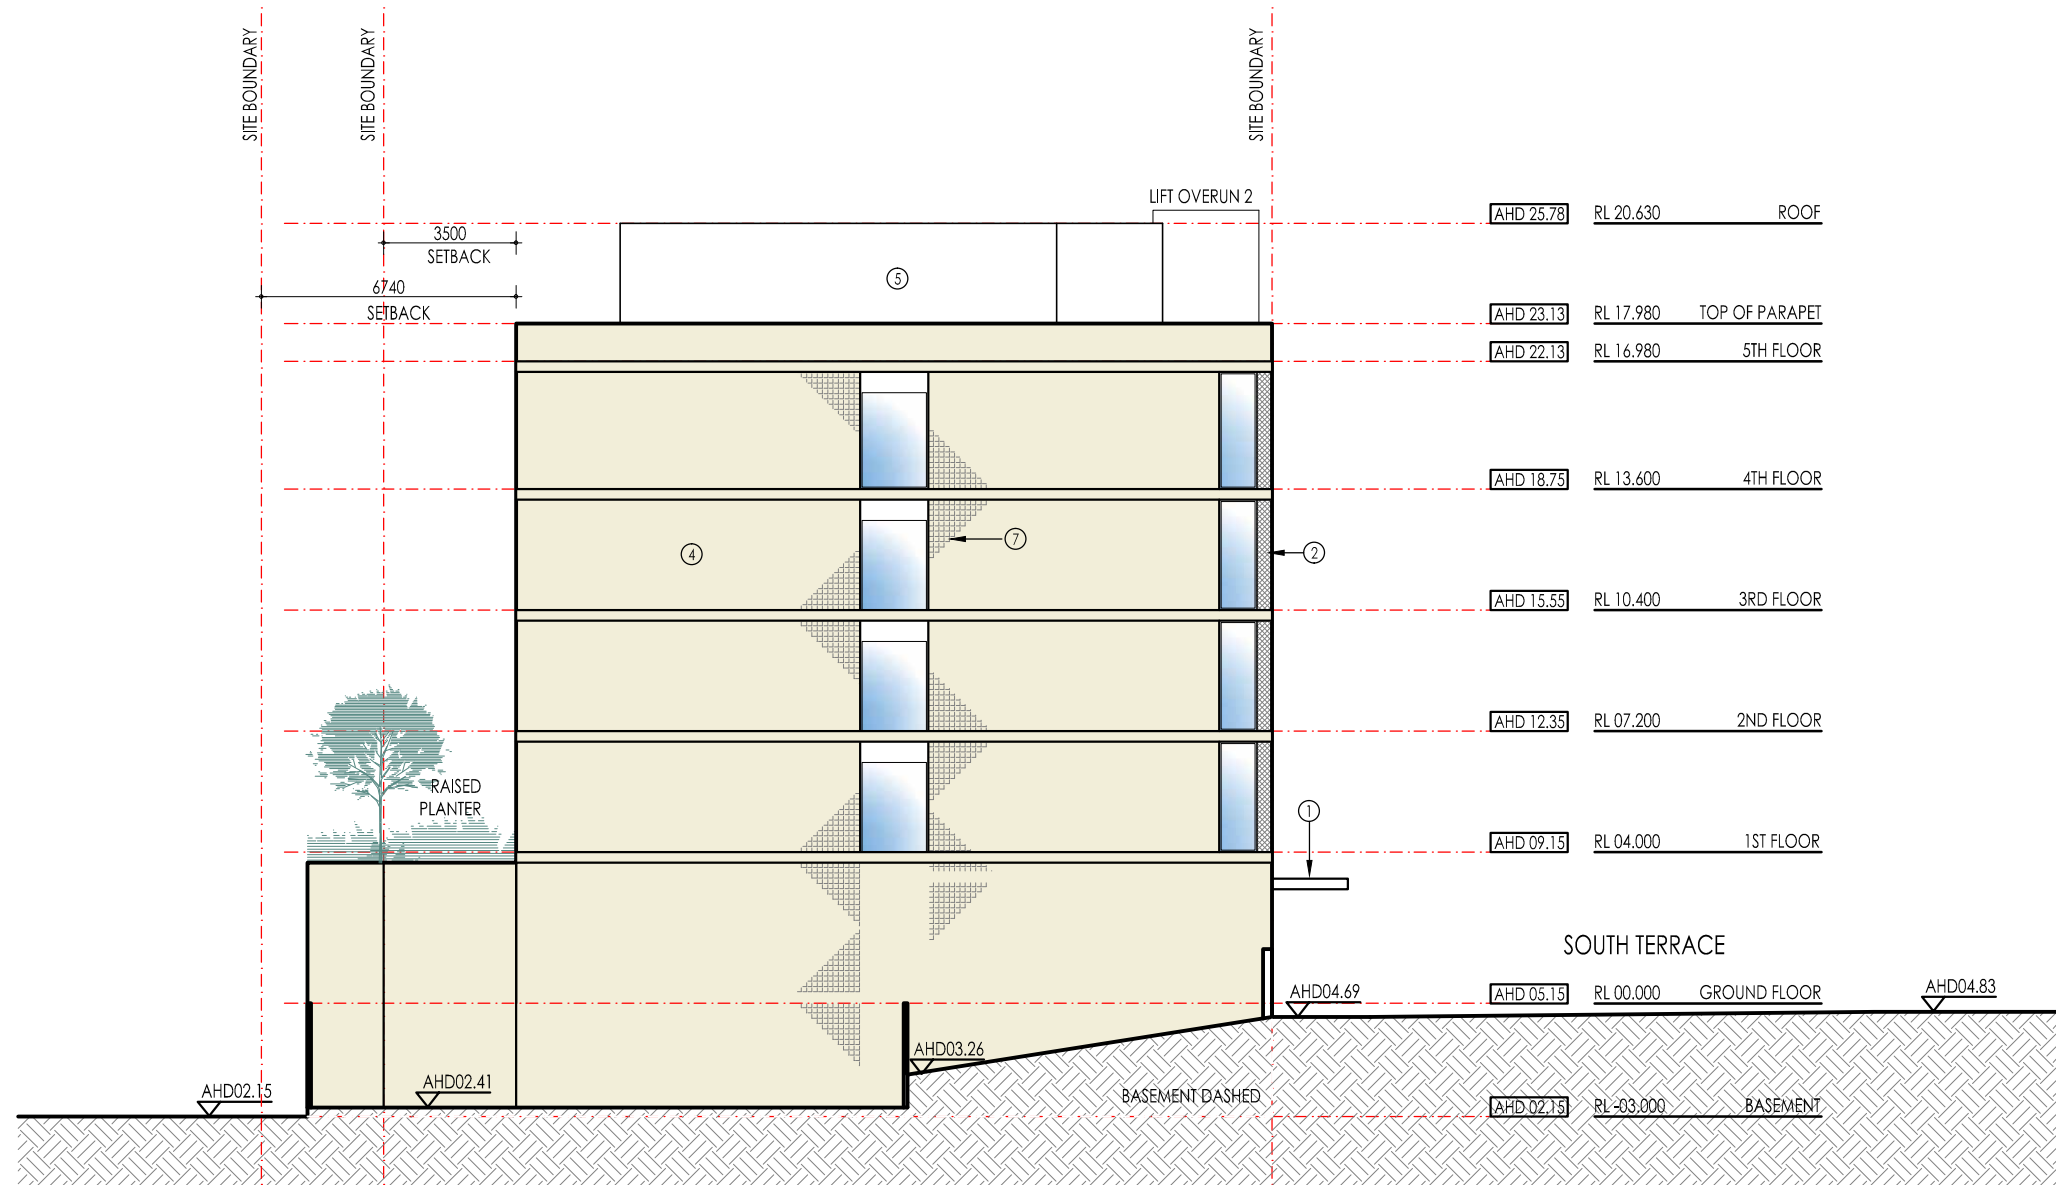 SITE BOUNDARY
SITE BOUNDARY
SITE BOUNDARY
LIFT OVERUN 2
AHD 25.78 RL 20.630 ROOF
3500
SETBACK
5
6740
SETBACK
AHD 23.13 RL 17.980 TOP OF PARAPET
AHD 22.13 RL 16.980 5TH FLOOR
AHD 18.75 RL 13.600 4TH FLOOR
4
7
2
AHD 15.55 RL 10.400 3RD FLOOR
AHD 12.35 RL 07.200 2ND FLOOR
RAISED
PLANTER
1
AHD 09.15 RL 04.000 1ST FLOOR
SOUTH TERRACE
AHD04.69
AHD 05.15 RL 00.000 GROUND FLOOR
AHD04.83
AHD03.26
AHD02.15
AHD02.41
BASEMENT DASHED
AHD 02.15 RL -03.000 BASEMENT